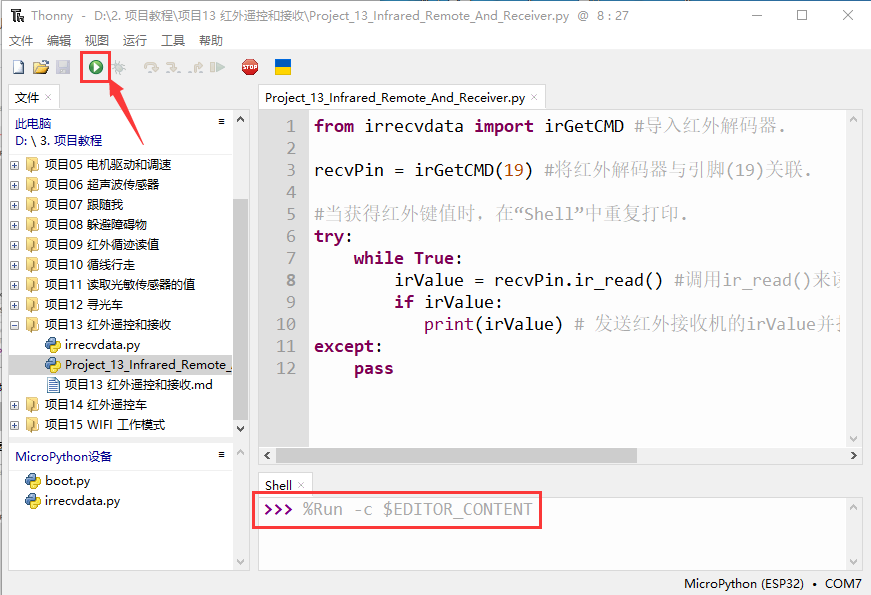 Thonny - D:\2. 项目教程\项目13 红外遥控和接收\Project_13_Infrared_Remote_And_Receiver.py @ 8 : 27
文件 编辑 视图 运行 工具 帮助
STOP
文件 ×
此电脑
D: \ 3. 项目教程
项目05 电机驱动和调速
项目06 超声波传感器
项目07 跟随我
项目08 躲避障碍物
项目09 红外循迹读值
项目10 循线行走
项目11 读取光敏传感器的值
项目12 寻光车
项目13 红外遥控和接收
irrecvdata.py
Project_13_Infrared_Remote_
项目13 红外遥控和接收.md
项目14 红外遥控车
项目15 WIFI 工作模式
MicroPython设备
boot.py
irrecvdata.py
Project_13_Infrared_Remote_And_Receiver.py ×
1 from irrecvdata import irGetCMD #导入红外解码器.
2
3 recvPin = irGetCMD(19) #将红外解码器与引脚(19)关联.
4
5 #当获得红外键值时，在“Shell”中重复打印.
6 try:
7 while True:
8 irValue = recvPin.ir_read() #调用ir_read()来读
9 if irValue:
10 print(irValue) # 发送红外接收机的irValue并
11 except:
12 pass
Shell ×
>>> %Run -c $EDITOR_CONTENT
MicroPython (ESP32) • COM7